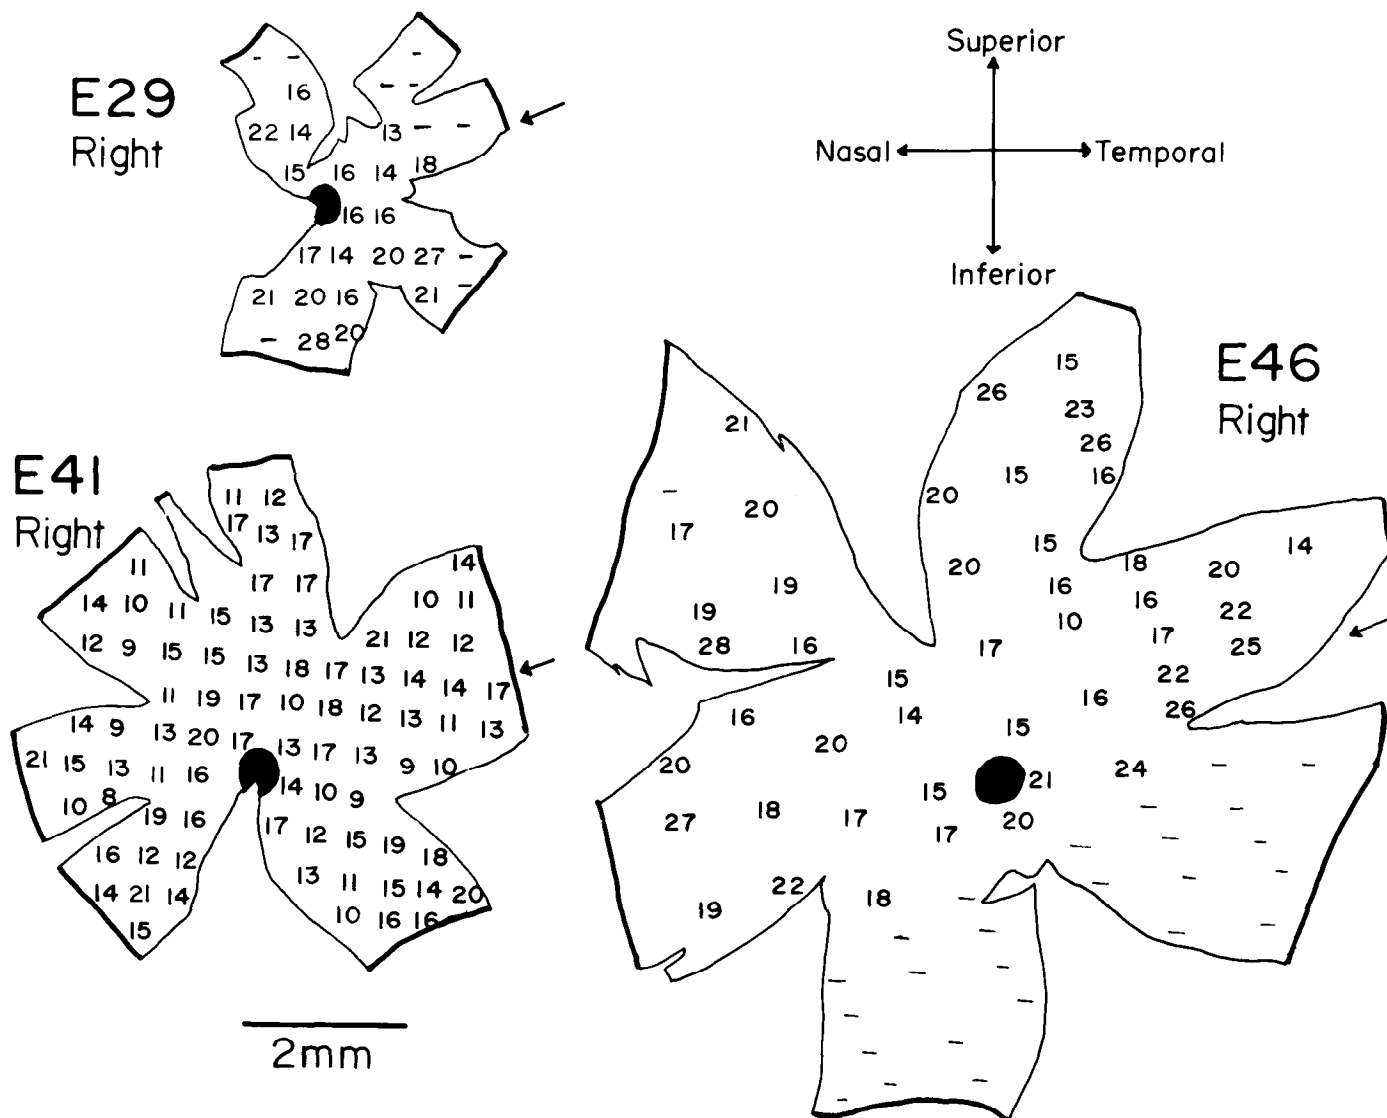 E29
Right
- -
16
22 14
15
-
- -
13 - -
16 14 18
16 16
17 14 20 27 -
21 20 16 21 -
- 28 20
Superior
Nasal Temporal
Inferior
E41
Right
11 12
17 13 17
11 17 17 14
14 10 11 15 13 13 10 11
12 9 15 15 13 18 17 13 21 12 12
14 14 17
11 19 17 10 18 12 13 11 13
14 9 13 20 17 13 17 13 9 10
21 15 13 11 16 14 10 9
10 8 19 16 17 12 15 19 18
16 12 12 13 11 15 14 20
14 21 14 10 16 16
15
2mm
E46
Right
15
26 23
21 26
- 20 15 16
20
17 15
20 18 20 14
19 16 16 22
19 10
28 16 17 17 25
15 22
16 14 16 26
20 15
20 21 24 - -
27 18 17 15 20 -
17 - - -
22 18 - - -
19 - - - -
- - -
- -
- -
- - -